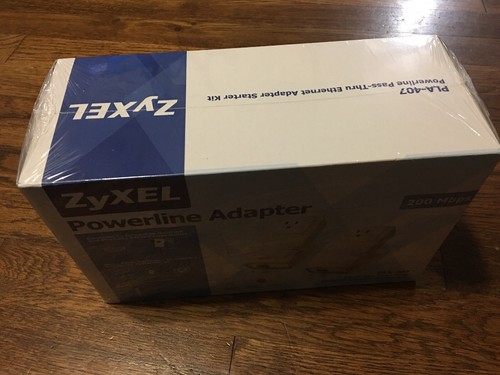 ZyXEL
PLA-407
Powerline Pass-Thru Ethernet Adapter Starter Kit
ZyXEL
Powerline Adapter
200 Mbps